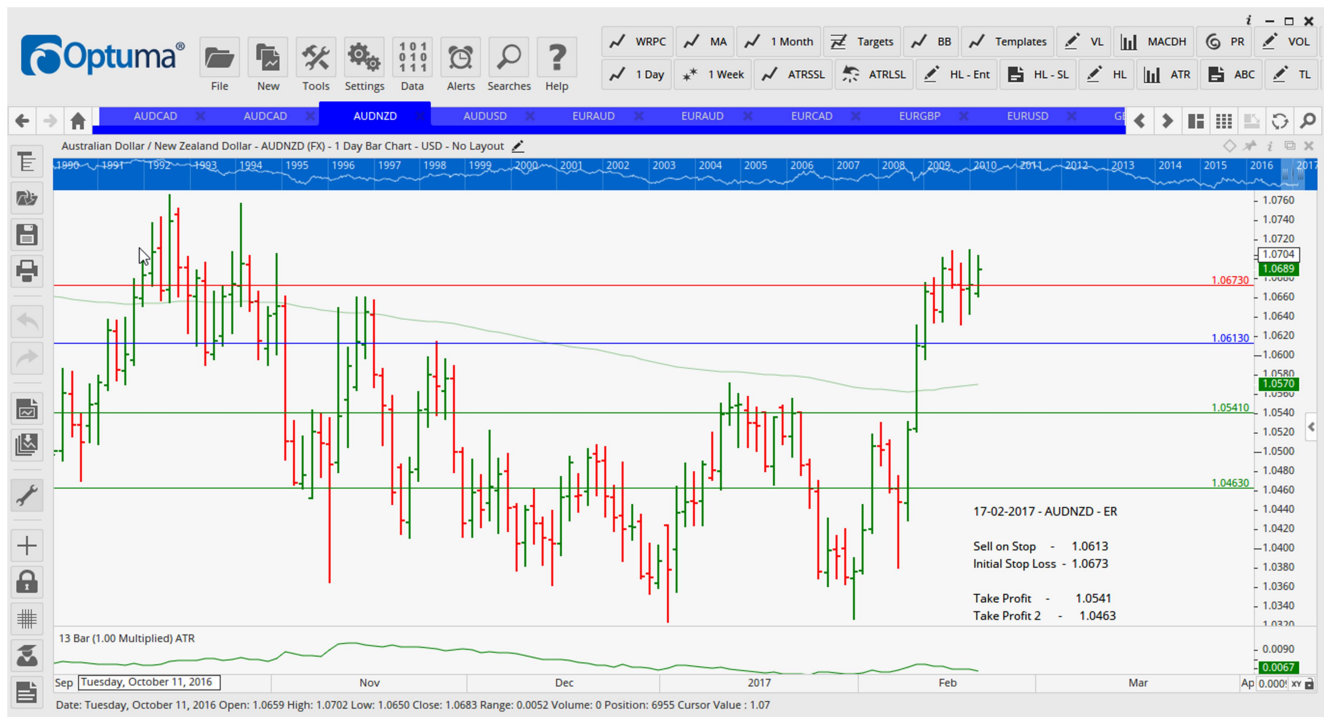 Optuma®
File New Tools Settings Data Alerts Searches Help
WRPC MA 1 Month Targets BB Templates VL MACDH PR VOL
1 Day 1 Week ATRSSL ATRLSL HL - Ent HL - SL HL ATR ABC TL
AUDCAD AUDCAD AUDNZD AUDUSD EURAUD EURAUD EURCAD EURGBP EURUSD
Australian Dollar / New Zealand Dollar - AUDNZD (FX) - 1 Day Bar Chart - USD - No Layout
1990 1991 1992 1993 1994 1995 1996 1997 1998 1999 2000 2001 2002 2003 2004 2005 2006 2007 2008 2009 2010 2011 2012 2013 2014 2015 2016 2017
1.0760
1.0740
1.0720
1.0704
1.0689
1.0680
1.06730
1.0660
1.0640
1.0620
1.06130
1.0600
1.0580
1.0570
1.0560
1.05410
1.0540
1.0520
1.0500
1.0480
1.04630
1.0460
1.0440
17-02-2017 - AUDNZD - ER
1.0420
Sell on Stop - 1.0613
1.0400
Initial Stop Loss - 1.0673
1.0380
1.0360
Take Profit - 1.0541
1.0340
Take Profit 2 - 1.0463
1.0320
13 Bar (1.00 Multiplied) ATR
0.0090
0.0067
Sep Tuesday, October 11, 2016 Nov Dec 2017 Feb Mar Ap XY
Date: Tuesday, October 11, 2016 Open: 1.0659 High: 1.0702 Low: 1.0650 Close: 1.0683 Range: 0.0052 Volume: 0 Position: 6955 Cursor Value : 1.07